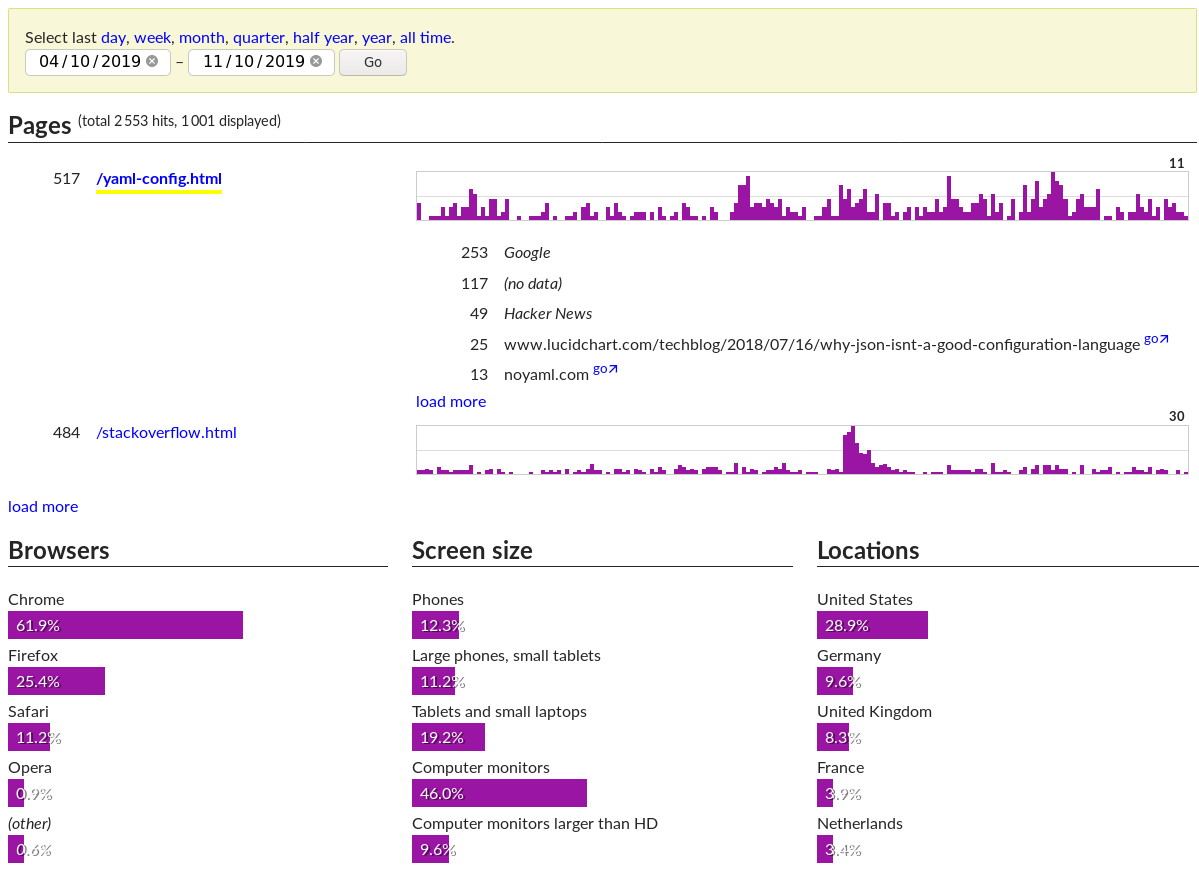 Select last day, week, month, quarter, half year, year, all time.
04/10/2019 – 11/10/2019 Go
Pages (total 2 553 hits, 1 001 displayed)
11
517 /yaml-config.html
253 Google
117 (no data)
49 Hacker News
25 www.lucidchart.com/techblog/2018/07/16/why-json-isnt-a-good-configuration-language go
13 noyaml.com go
load more
30
484 /stackoverflow.html
load more
Browsers
Chrome
61.9%
Firefox
25.4%
Safari
11.2%
Opera
0.9%
(other)
0.6%
Screen size
Phones
12.3%
Large phones, small tablets
11.2%
Tablets and small laptops
19.2%
Computer monitors
46.0%
Computer monitors larger than HD
9.6%
Locations
United States
28.9%
Germany
9.6%
United Kingdom
8.3%
France
3.9%
Netherlands
3.4%